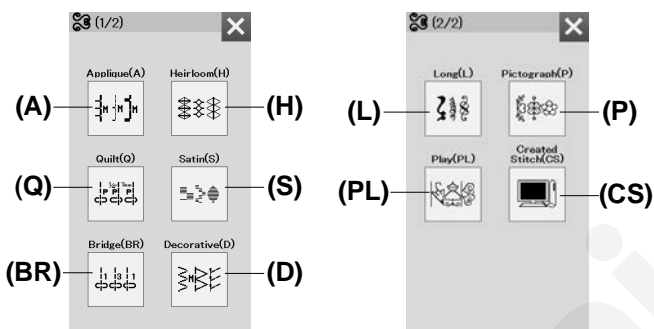 (1/2)
Applique(A)
Heirloom(H)
(A)
(H)
Quilt(Q)
Satin(S)
(Q)
(S)
Bridge(BR)
Decorative(D)
(BR)
(D)
(2/2)
Long(L)
Pictograph(P)
(L)
(P)
Play(PL)
Created
Stitch(CS)
(PL)
(CS)